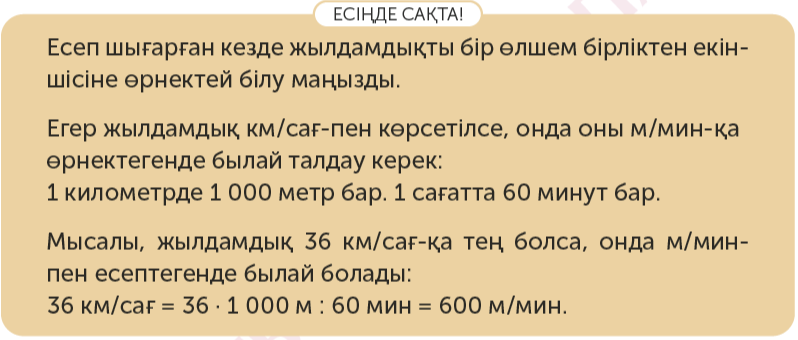 ЕСІҢДЕ САҚТА!
Есеп шығарған кезде жылдамдықты бір өлшем бірліктен екін-
шісіне өрнектей білу маңызды.
Егер жылдамдық км/сағ-пен көрсетілсе, онда оны м/мин-қа
өрнектегенде былай талдау керек:
1 километрде 1 000 метр бар. 1 сағатта 60 минут бар.
Мысалы, жылдамдық 36 км/сағ-қа тең болса, онда м/мин-
пен есептегенде былай болады:
36 км/сағ = 36 · 1 000 м : 60 мин = 600 м/мин.